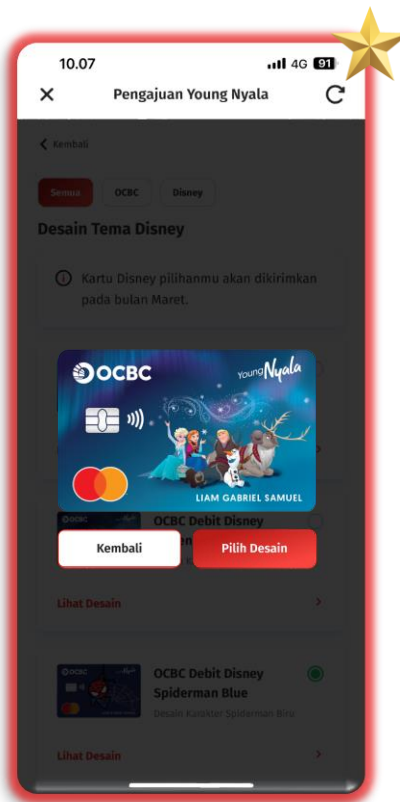 10.07
4G 91
Pengajuan Young Nyala
Kembali
Semua OCBC Disney
Desain Tema Disney
Kartu Disney pilihanmu akan dikirimkan
pada bulan Maret.
OCBC
Young Nyala
LIAM GABRIEL SAMUEL
OCBC Debit Disney
Kembali
Pilih Desain
Lihat Desain
OCBC
OCBC Debit Disney
Spiderman Blue
Desain Karakter Spiderman Biru
Lihat Desain